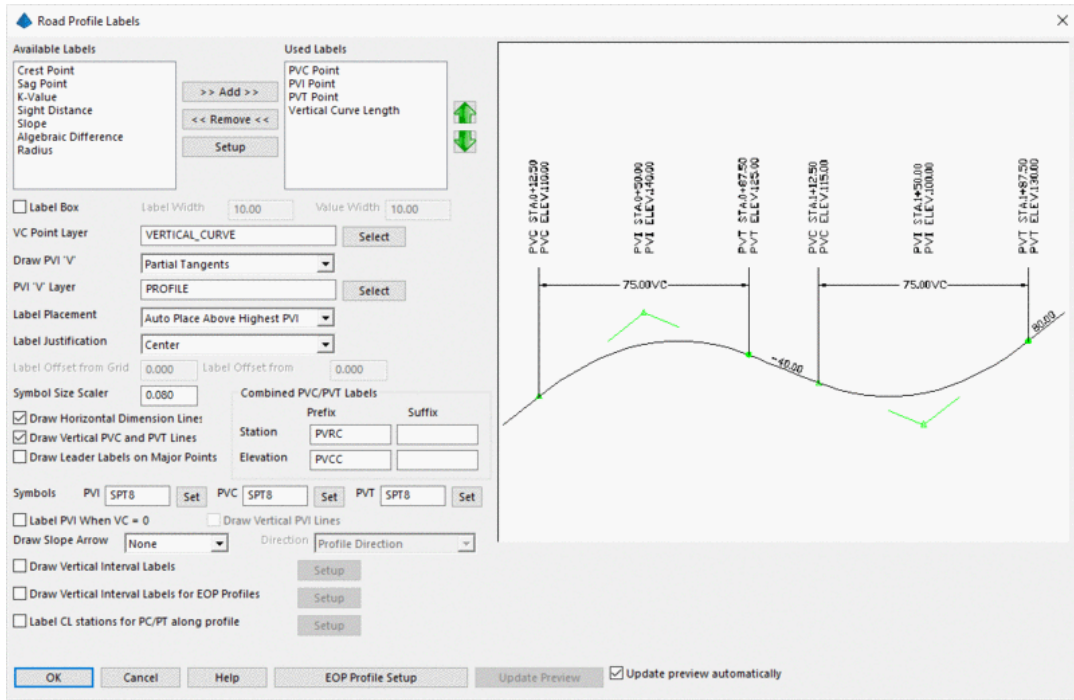 Road Profile Labels
Available Labels
Used Labels
Crest Point
Sag Point
K-Value
Sight Distance
Slope
Algebraic Difference
Radius
>> Add >>
<< Remove <<
Setup
PVC Point
PVI Point
PVT Point
Vertical Curve Length
Label Box
Label Width 10.00
Value Width 10.00
VC Point Layer VERTICAL_CURVE Select
Draw PVI 'V' Partial Tangents
PVI 'V' Layer PROFILE Select
Label Placement Auto Place Above Highest PVI
Label Justification Center
Label Offset from Grid 0.000 Label Offset from 0.000
Symbol Size Scaler 0.080
Combined PVC/PVT Labels
Prefix Suffix
Draw Horizontal Dimension Lines
Station PVRC
Draw Vertical PVC and PVT Lines
Draw Leader Labels on Major Points
Elevation PVCC
Symbols PVI SPT8 Set PVC SPT8 Set PVT SPT8 Set
Label PVI When VC = 0 Draw Vertical PVI Lines
Draw Slope Arrow None Direction Profile Direction
Draw Vertical Interval Labels Setup
Draw Vertical Interval Labels for EOP Profiles Setup
Label CL stations for PC/PT along profile Setup
OK Cancel Help EOP Profile Setup Update Preview Update preview automatically
PVC STA.0+12.50
PVC ELEV.110.00
PVI STA.0+50.00
PVI ELEV.140.00
PVT STA.0+87.50
PVT ELEV.125.00
PVC STA.1+12.50
PVC ELEV.115.00
PVI STA.1+50.00
PVI ELEV.100.00
PVT STA.1+87.50
PVT ELEV.130.00
75.00VC
75.00VC
-40.00
80.00